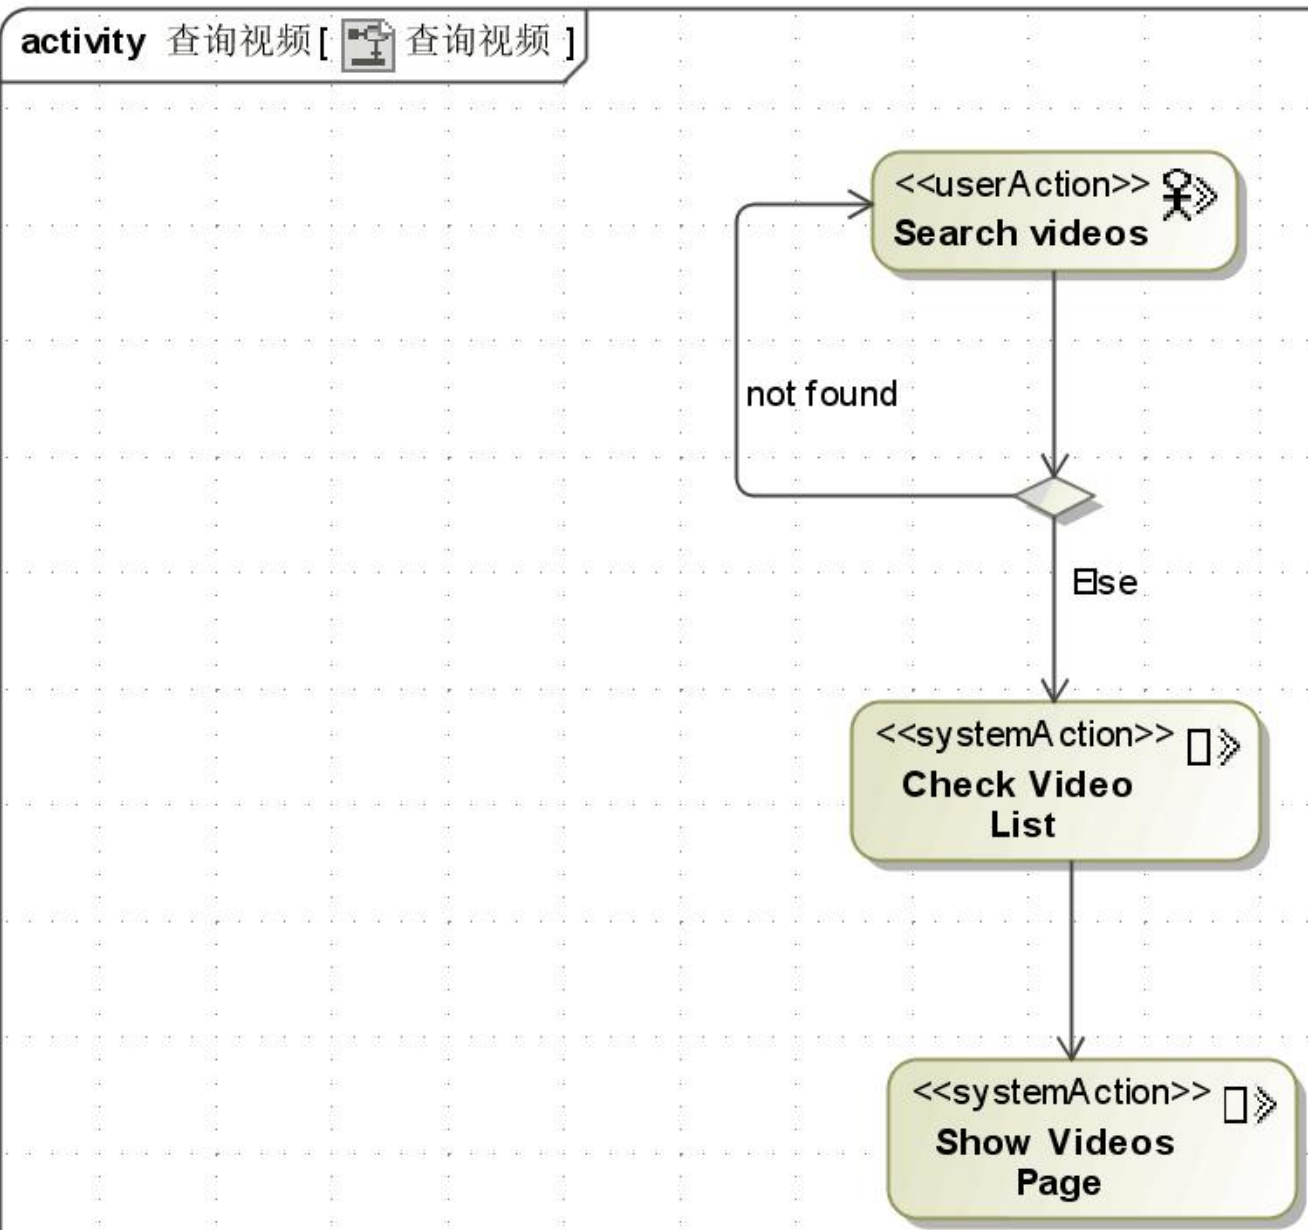 activity 查询视频[ 查询视频 ]
<<userAction>>
Search videos
not found
Else
<<systemAction>>
Check Video
List
<<systemAction>>
Show Videos
Page